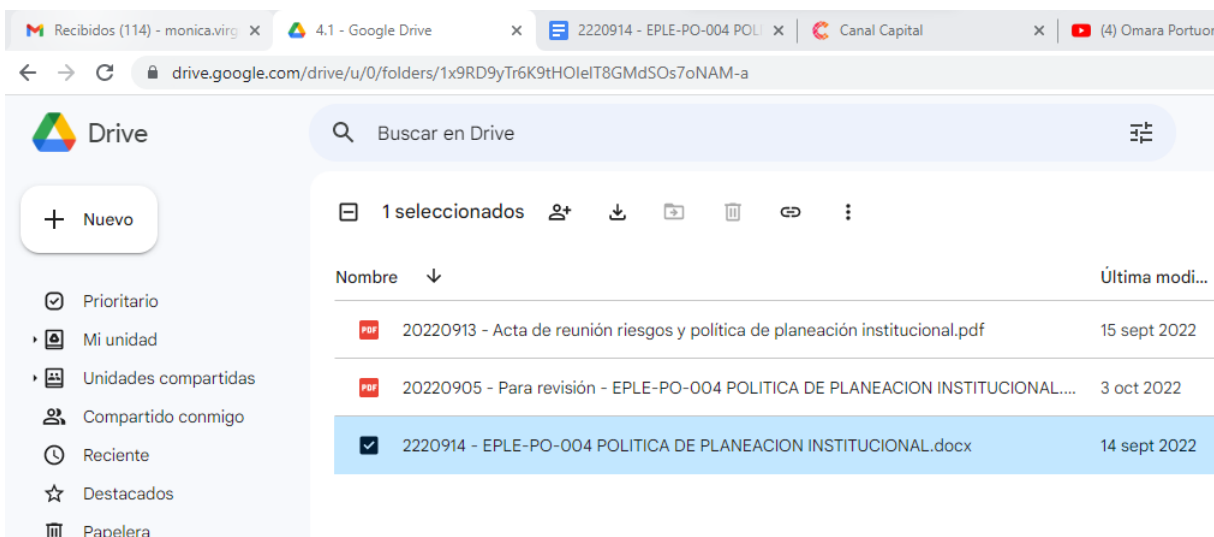 Recibidos (114) - monica.virg
4.1 - Google Drive
2220914 - EPLE-PO-004 POLI
Canal Capital
(4) Omara Portuon
drive.google.com/drive/u/0/folders/1x9RD9yTr6K9tHOIeIT8GMdSOs7oNAM-a
Drive
Buscar en Drive
Nuevo
1 seleccionados
Nombre
Última modi...
Prioritario
PDF 20220913 - Acta de reunión riesgos y política de planeación institucional.pdf 15 sept 2022
Mi unidad
Unidades compartidas
PDF 20220905 - Para revisión - EPLE-PO-004 POLITICA DE PLANEACION INSTITUCIONAL.... 3 oct 2022
Compartido conmigo
Reciente
2220914 - EPLE-PO-004 POLITICA DE PLANEACION INSTITUCIONAL.docx 14 sept 2022
Destacados
Papelera